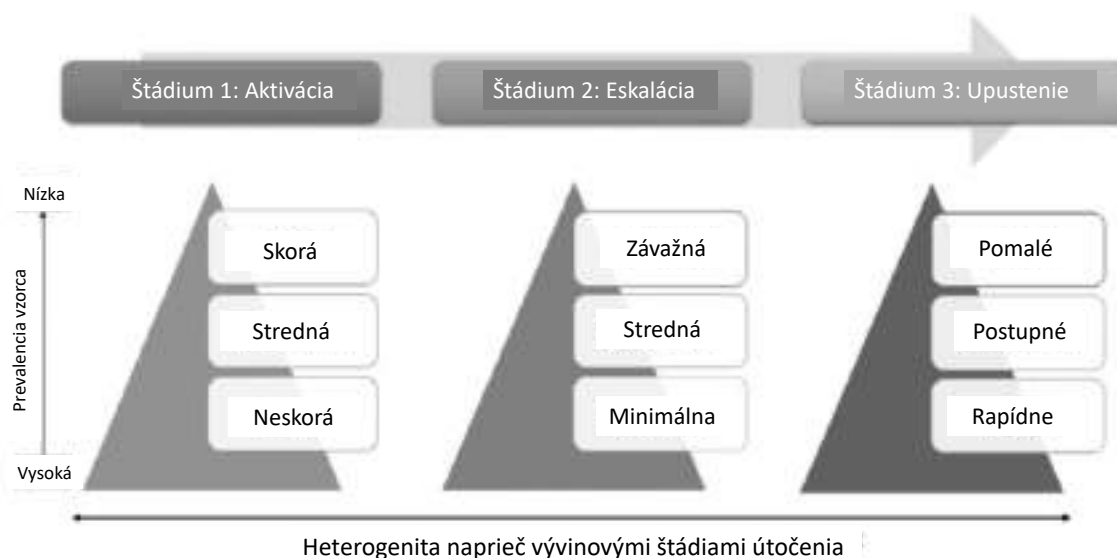 Štádium 1: Aktivácia
Štádium 2: Eskalácia
Štádium 3: Upustenie
Nízka
Prevalencia vzorca
Vysoká
Skorá
Stredná
Neskorá
Závažná
Stredná
Minimálna
Pomalé
Postupné
Rapídne
Heterogenita naprieč vývinovými štádiami útočenia